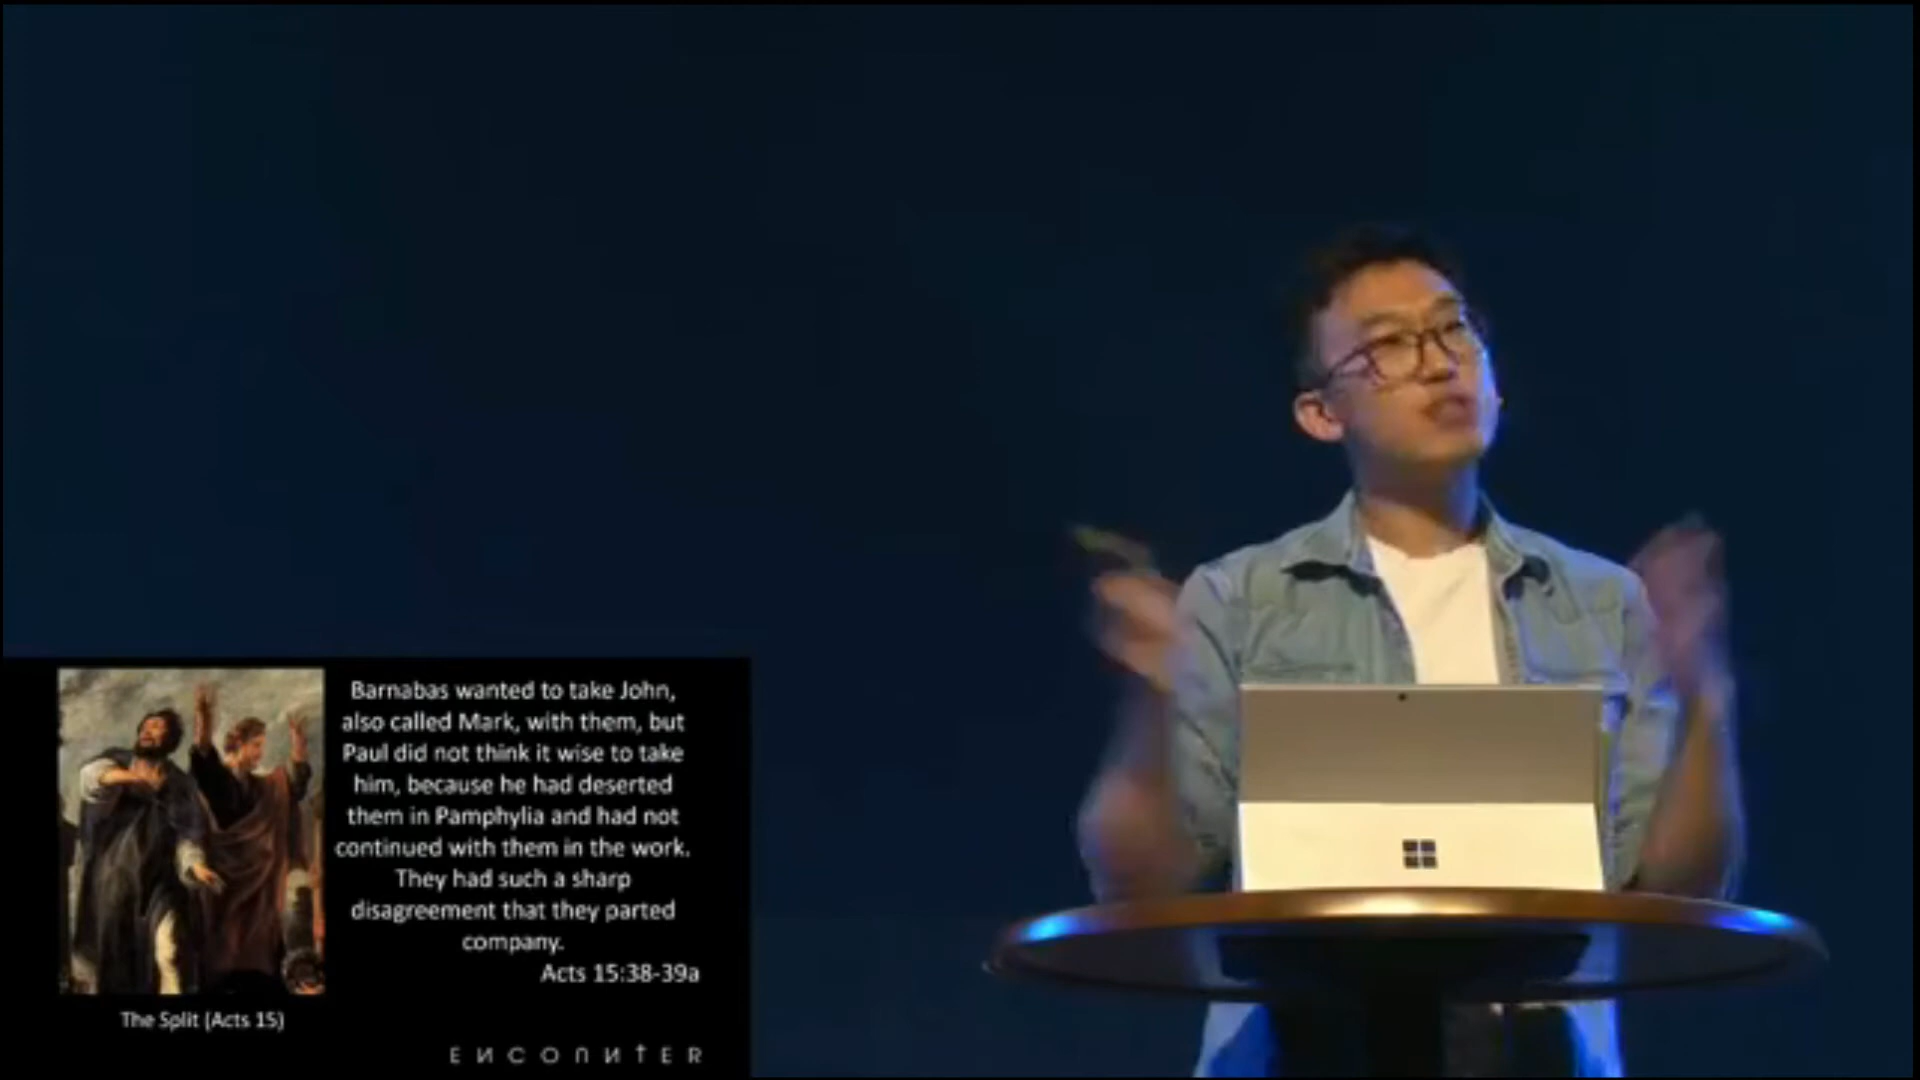 Barnabas wanted to take John,
also called Mark, with them, but
Paul did not think it wise to take
him, because he had deserted
them in Pamphylia and had not
continued with them in the work.
They had such a sharp
disagreement that they parted
company.
Acts 15:38-39a
The Split (Acts 15)
ENCOUNTER